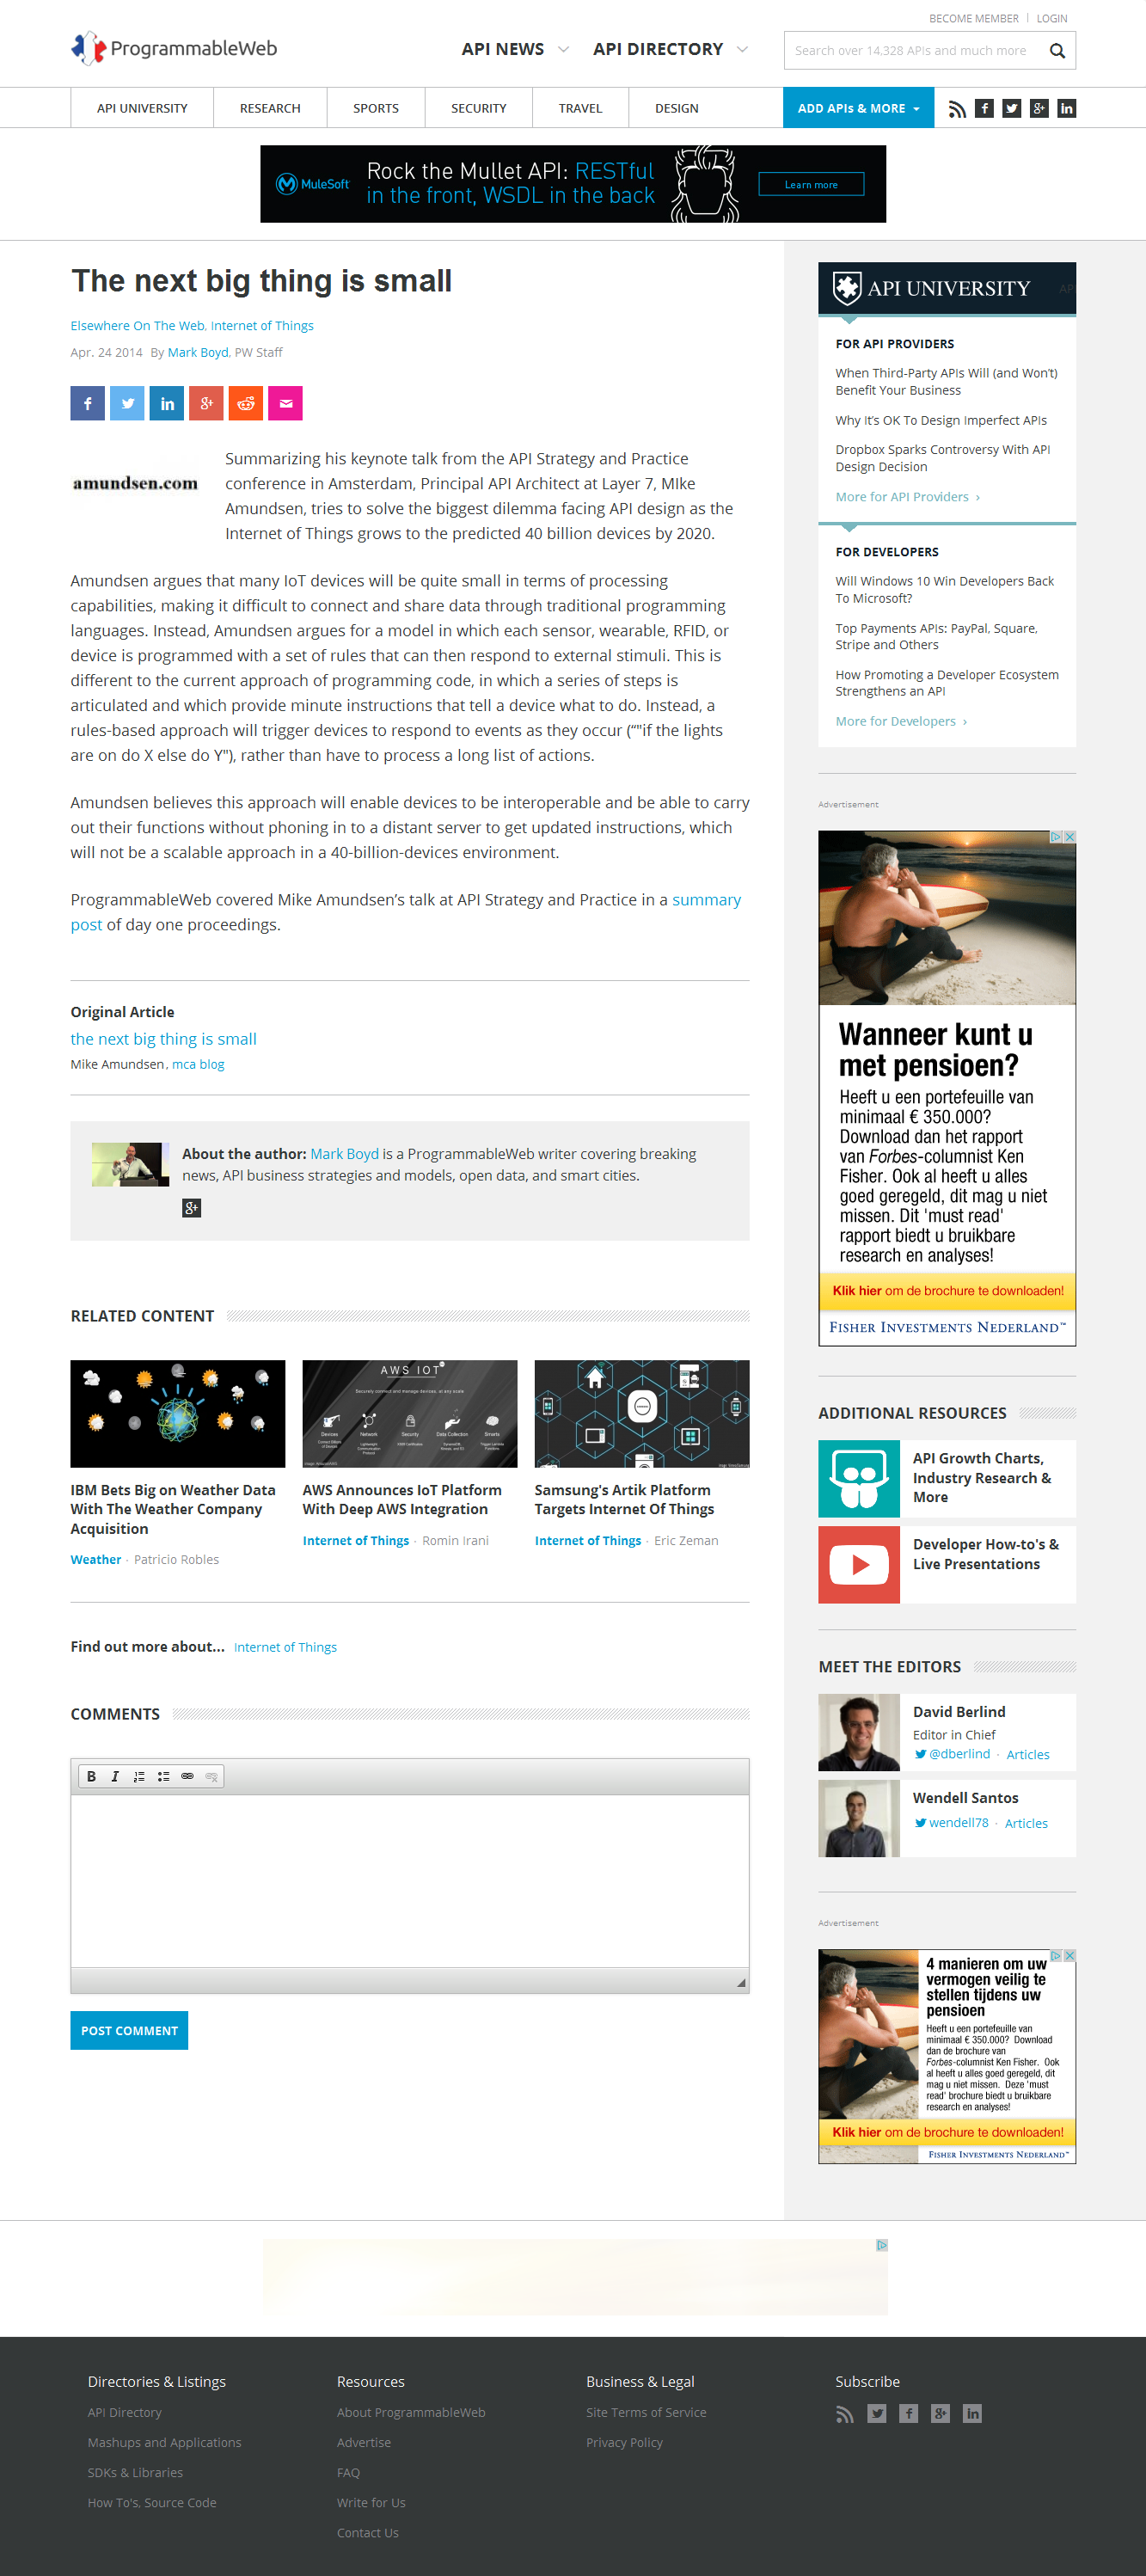 BECOME MEMBER | LOGIN
ProgrammableWeb
API NEWS
API DIRECTORY
Search over 14,328 APIs and much more
API UNIVERSITY
RESEARCH
SPORTS
SECURITY
TRAVEL
DESIGN
ADD APIs & MORE
MuleSoft
Rock the Mullet API: RESTful
in the front, WSDL in the back
Learn more
The next big thing is small
Elsewhere On The Web, Internet of Things
Apr. 24 2014 By Mark Boyd, PW Staff
amundsen.com
Summarizing his keynote talk from the API Strategy and Practice
conference in Amsterdam, Principal API Architect at Layer 7, MIke
Amundsen, tries to solve the biggest dilemma facing API design as the
Internet of Things grows to the predicted 40 billion devices by 2020.
Amundsen argues that many IoT devices will be quite small in terms of processing
capabilities, making it difficult to connect and share data through traditional programming
languages. Instead, Amundsen argues for a model in which each sensor, wearable, RFID, or
device is programmed with a set of rules that can then respond to external stimuli. This is
different to the current approach of programming code, in which a series of steps is
articulated and which provide minute instructions that tell a device what to do. Instead, a
rules-based approach will trigger devices to respond to events as they occur (“"if the lights
are on do X else do Y"), rather than have to process a long list of actions.
Amundsen believes this approach will enable devices to be interoperable and be able to carry
out their functions without phoning in to a distant server to get updated instructions, which
will not be a scalable approach in a 40-billion-devices environment.
ProgrammableWeb covered Mike Amundsen’s talk at API Strategy and Practice in a summary
post of day one proceedings.
Original Article
the next big thing is small
Mike Amundsen, mca blog
About the author: Mark Boyd is a ProgrammableWeb writer covering breaking
news, API business strategies and models, open data, and smart cities.
RELATED CONTENT
IBM Bets Big on Weather Data
With The Weather Company
Acquisition
Weather · Patricio Robles
AWS IOT
Securely connect and manage devices, at any scale
Devices
Network
Security
Data Collection
Smarts
AWS Announces IoT Platform
With Deep AWS Integration
Internet of Things · Romin Irani
Samsung's Artik Platform
Targets Internet Of Things
Internet of Things · Eric Zeman
Find out more about... Internet of Things
COMMENTS
B I
POST COMMENT
API UNIVERSITY
API
FOR API PROVIDERS
When Third-Party APIs Will (and Won’t)
Benefit Your Business
Why It’s OK To Design Imperfect APIs
Dropbox Sparks Controversy With API
Design Decision
More for API Providers ›
FOR DEVELOPERS
Will Windows 10 Win Developers Back
To Microsoft?
Top Payments APIs: PayPal, Square,
Stripe and Others
How Promoting a Developer Ecosystem
Strengthens an API
More for Developers ›
Advertisement
Wanneer kunt u
met pensioen?
Heeft u een portefeuille van
minimaal € 350.000?
Download dan het rapport
van Forbes-columnist Ken
Fisher. Ook al heeft u alles
goed geregeld, dit mag u niet
missen. Dit 'must read'
rapport biedt u bruikbare
research en analyses!
Klik hier om de brochure te downloaden!
FISHER INVESTMENTS NEDERLAND™
ADDITIONAL RESOURCES
API Growth Charts,
Industry Research &
More
Developer How-to's &
Live Presentations
MEET THE EDITORS
David Berlind
Editor in Chief
@dberlind · Articles
Wendell Santos
wendell78 · Articles
Advertisement
4 manieren om uw
vermogen veilig te
stellen tijdens uw
pensioen
Heeft u een portefeuille van
minimaal € 350.000? Download
dan de brochure van
Forbes-columnist Ken Fisher. Ook
al heeft u alles goed geregeld, dit
mag u niet missen. Deze 'must
read' brochure biedt u bruikbare
research en analyses!
Klik hier om de brochure te downloaden!
FISHER INVESTMENTS NEDERLAND™
Directories & Listings
API Directory
Mashups and Applications
SDKs & Libraries
How To's, Source Code
Resources
About ProgrammableWeb
Advertise
FAQ
Write for Us
Contact Us
Business & Legal
Site Terms of Service
Privacy Policy
Subscribe